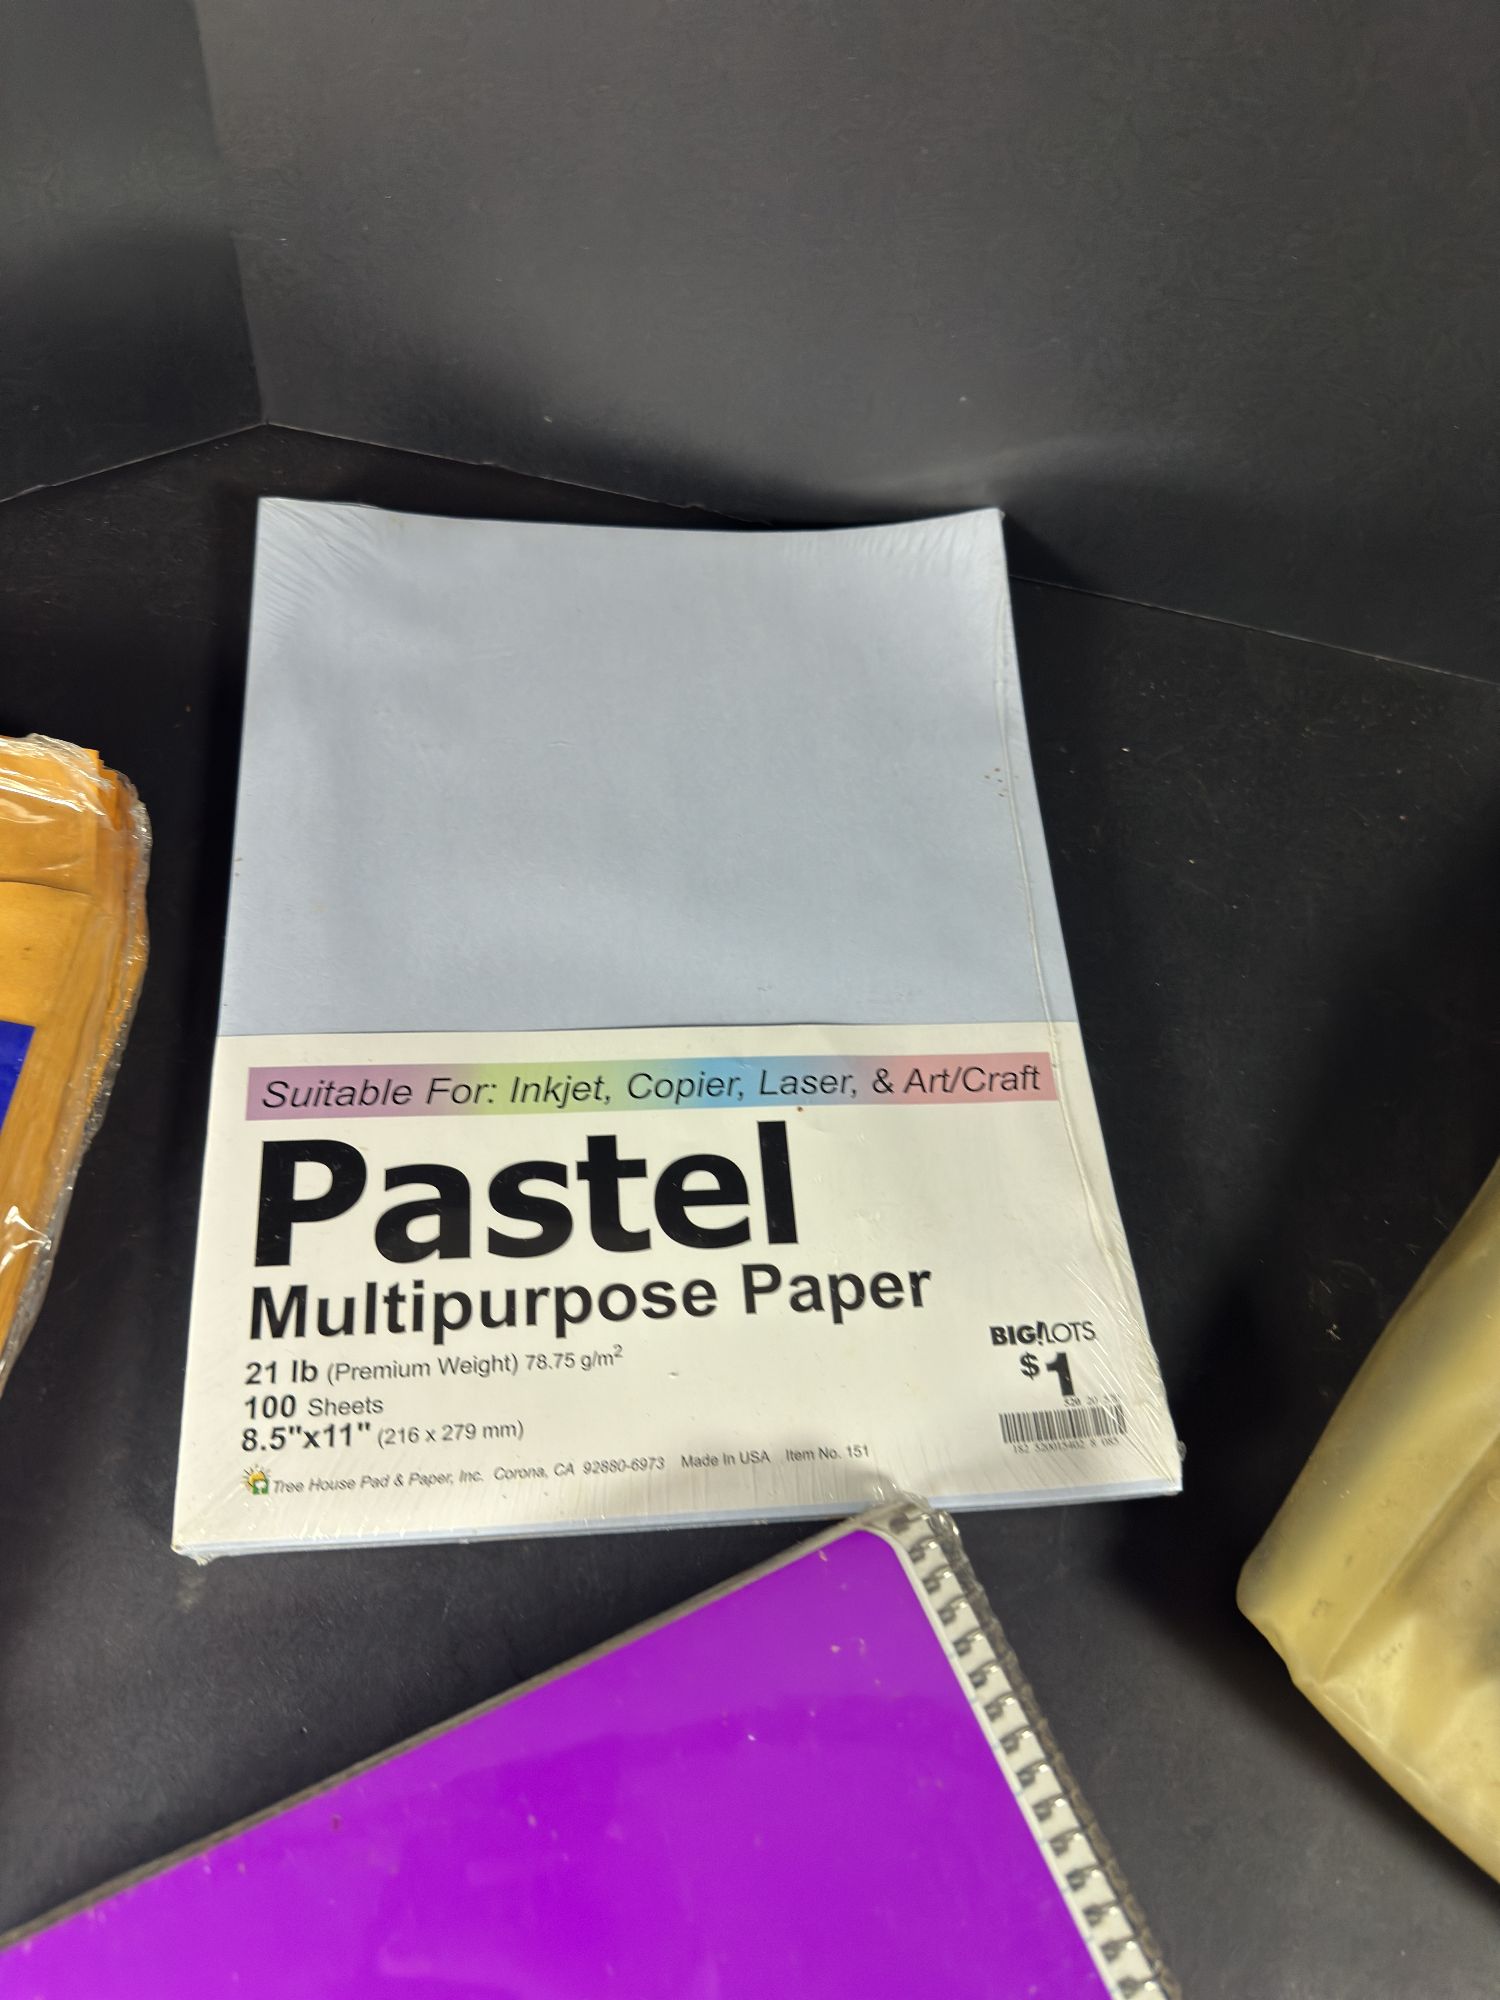 Suitable For: Inkjet, Copier, Laser, & Art/Craft
Pastel
Multipurpose Paper
21 lb (Premium Weight) 78.75 g/m²
100 Sheets
8.5"x11" (216 x 279 mm)
Tree House Pad & Paper, Inc. Corona, CA 92880-6973 Made In USA Item No. 151
BIG!LOTS
$1